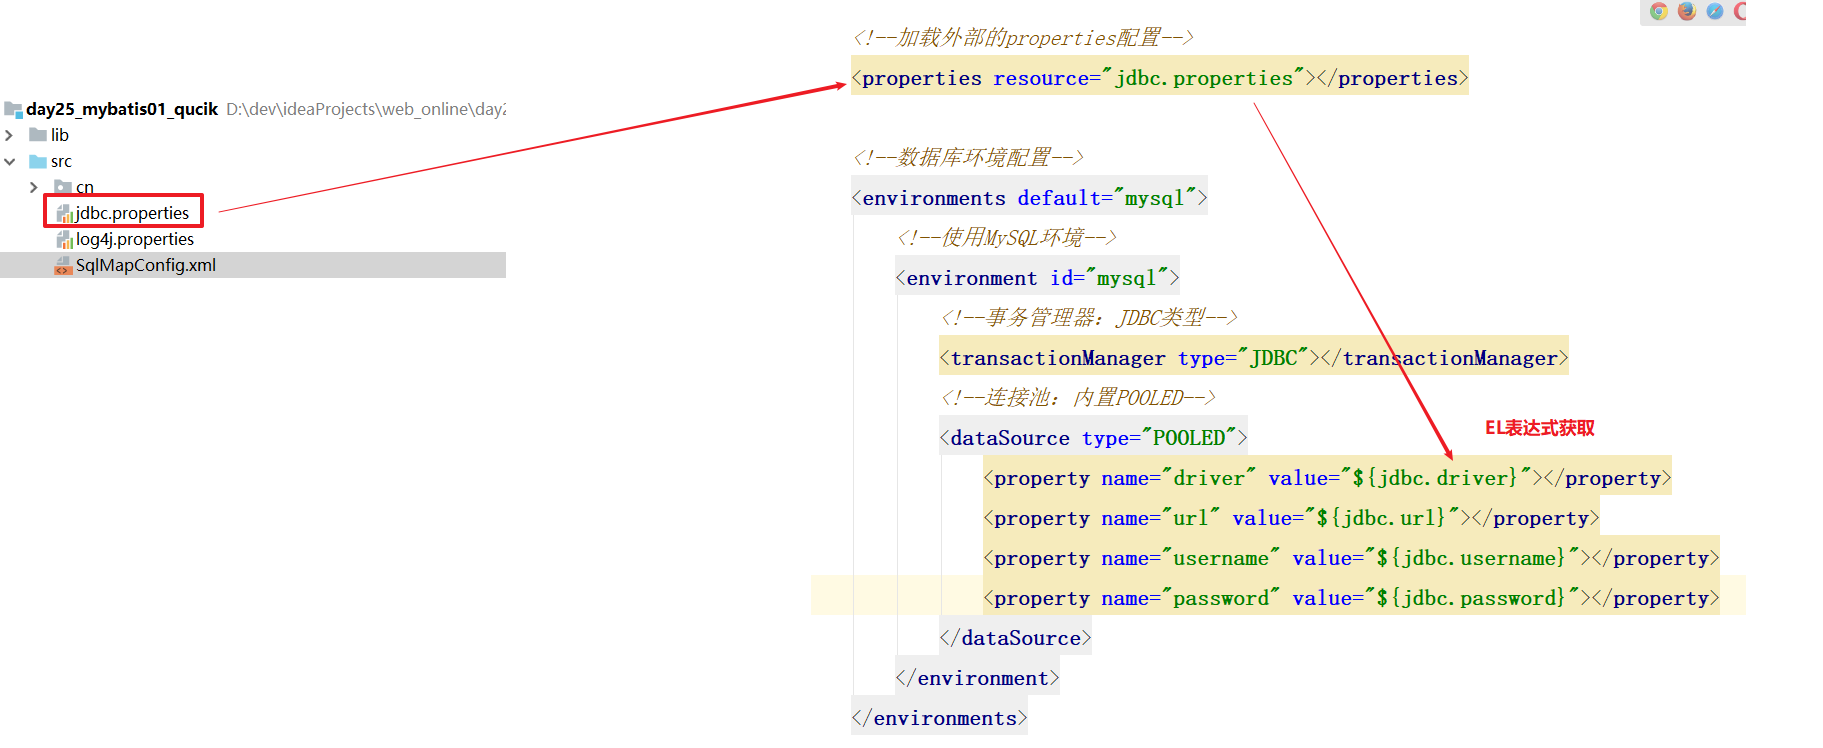 day25_mybatis01_qucik D:\dev\ideaProjects\web_online\day2
lib
src
cn
jdbc.properties
log4j.properties
SqlMapConfig.xml
<!--加载外部的properties配置-->
<properties resource="jdbc.properties"></properties>
<!--数据库环境配置-->
<environments default="mysql">
<!--使用MySQL环境-->
<environment id="mysql">
<!--事务管理器：JDBC类型-->
<transactionManager type="JDBC"></transactionManager>
<!--连接池：内置POOLED-->
<dataSource type="POOLED">
EL表达式获取
<property name="driver" value="${jdbc.driver}"></property>
<property name="url" value="${jdbc.url}"></property>
<property name="username" value="${jdbc.username}"></property>
<property name="password" value="${jdbc.password}"></property>
</dataSource>
</environment>
</environments>